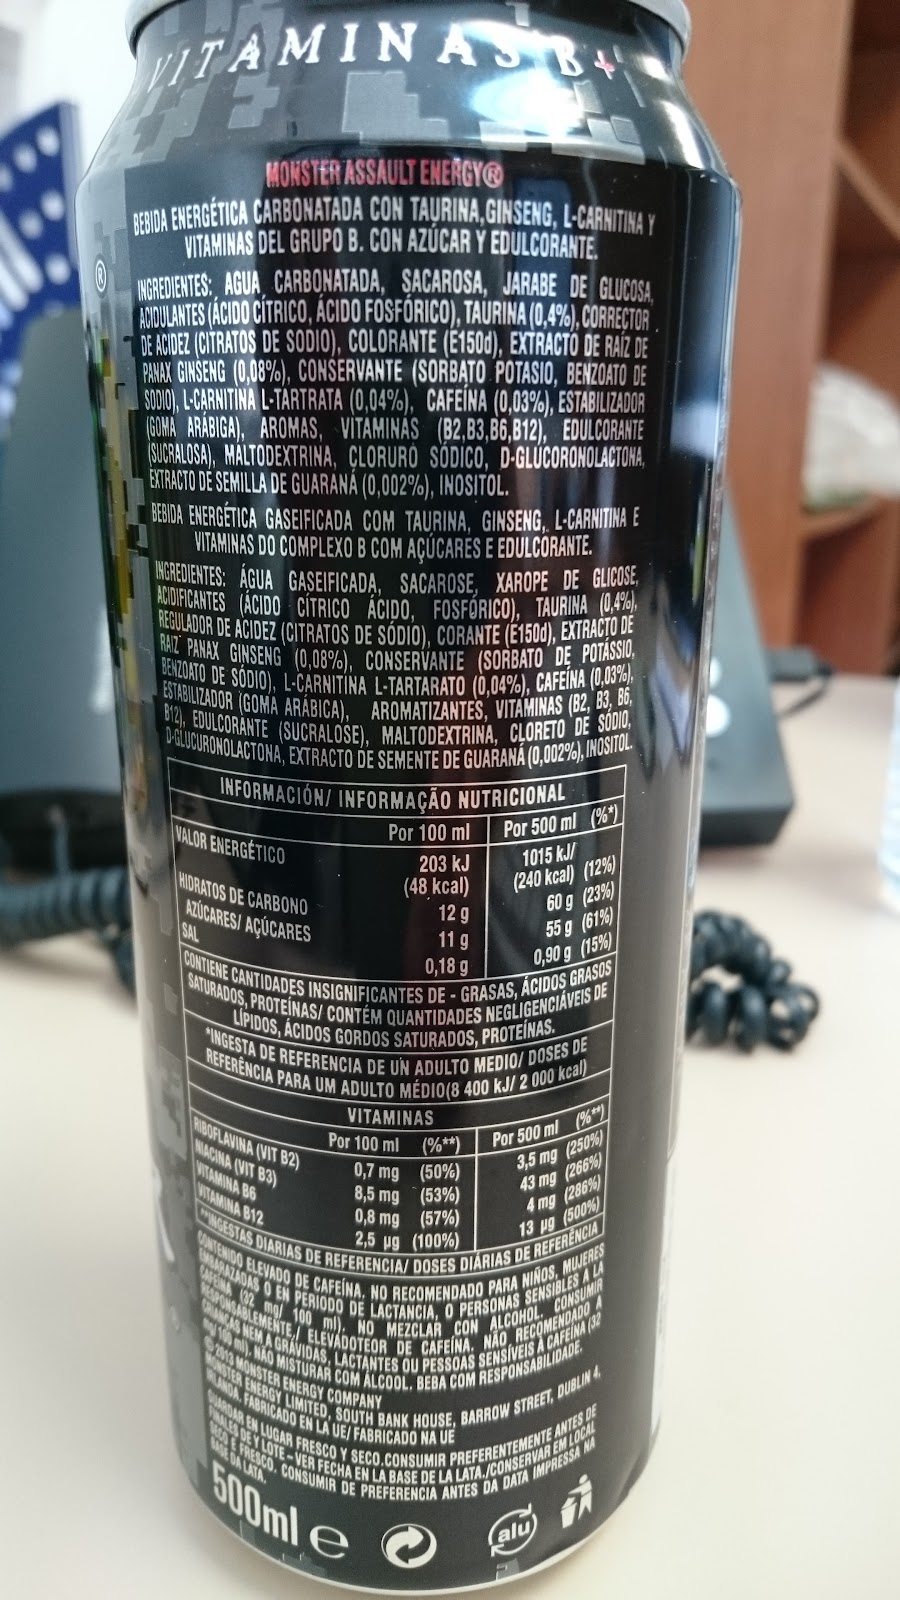 VITAMINAS B+
MONSTER ASSAULT ENERGY®
BEBIDA ENERGÉTICA CARBONATADA CON TAURINA, GINSENG, L-CARNITINA Y
VITAMINAS DEL GRUPO B. CON AZÚCAR Y EDULCORANTE.
®
INGREDIENTES: AGUA CARBONATADA, SACAROSA, JARABE DE GLUCOSA,
ACIDULANTES (ÁCIDO CÍTRICO, ÁCIDO FOSFÓRICO), TAURINA (0,4%), CORRECTOR
DE ACIDEZ (CITRATOS DE SODIO), COLORANTE (E150d), EXTRACTO DE RAÍZ DE
PANAX GINSENG (0,08%), CONSERVANTE (SORBATO POTASIO, BENZOATO DE
SODIO), L-CARNITINA L-TARTRATA (0,04%), CAFEÍNA (0,03%), ESTABILIZADOR
(GOMA ARÁBIGA), AROMAS, VITAMINAS (B2,B3,B6,B12), EDULCORANTE
(SUCRALOSA), MALTODEXTRINA, CLORURO SÓDICO, D-GLUCORONOLACTONA,
EXTRACTO DE SEMILLA DE GUARANÁ (0,002%), INOSITOL.
BEBIDA ENERGÉTICA GASEIFICADA COM TAURINA, GINSENG, L-CARNITINA E
VITAMINAS DO COMPLEXO B COM AÇÚCARES E EDULCORANTE.
INGREDIENTES: ÁGUA GASEIFICADA, SACAROSE, XAROPE DE GLICOSE,
ACIDIFICANTES (ÁCIDO CÍTRICO ÁCIDO, FOSFÓRICO), TAURINA (0,4%),
REGULADOR DE ACIDEZ (CITRATOS DE SÓDIO), CORANTE (E150d), EXTRACTO DE
RAIZ PANAX GINSENG (0,08%), CONSERVANTE (SORBATO DE POTÁSSIO,
BENZOATO DE SÓDIO), L-CARNITINA L-TARTARATO (0,04%), CAFEÍNA (0,03%),
ESTABILIZADOR (GOMA ARÁBICA), AROMATIZANTES, VITAMINAS (B2, B3, B6,
B12), EDULCORANTE (SUCRALOSE), MALTODEXTRINA, CLORETO DE SÓDIO,
D-GLUCURONOLACTONA, EXTRACTO DE SEMENTE DE GUARANÁ (0,002%), INOSITOL.
INFORMACIÓN/ INFORMAÇÃO NUTRICIONAL
Por 100 ml Por 500 ml (%*)
VALOR ENERGÉTICO 203 kJ 1015 kJ/
(48 kcal) (240 kcal) (12%)
HIDRATOS DE CARBONO 12 g 60 g (23%)
AZÚCARES/ AÇÚCARES 11 g 55 g (61%)
SAL 0,18 g 0,90 g (15%)
CONTIENE CANTIDADES INSIGNIFICANTES DE - GRASAS, ÁCIDOS GRASOS
SATURADOS, PROTEÍNAS/ CONTÉM QUANTIDADES NEGLIGENCIÁVEIS DE
LÍPIDOS, ÁCIDOS GORDOS SATURADOS, PROTEÍNAS.
*INGESTA DE REFERENCIA DE UN ADULTO MEDIO/ DOSES DE
REFERÊNCIA PARA UM ADULTO MÉDIO(8 400 kJ/ 2 000 kcal)
VITAMINAS
Por 100 ml (%**) Por 500 ml (%**)
RIBOFLAVINA (VIT B2) 0,7 mg (50%) 3,5 mg (250%)
NIACINA (VIT B3) 8,5 mg (53%) 43 mg (266%)
VITAMINA B6 0,8 mg (57%) 4 mg (286%)
VITAMINA B12 2,5 µg (100%) 13 µg (500%)
**INGESTAS DIARIAS DE REFERENCIA/ DOSES DIÁRIAS DE REFERÊNCIA
CONTENIDO ELEVADO DE CAFEÍNA. NO RECOMENDADO PARA NIÑOS, MUJERES
EMBARAZADAS O EN PERIODO DE LACTANCIA, O PERSONAS SENSIBLES A LA
CAFEÍNA (32 mg/ 100 ml). NO MEZCLAR CON ALCOHOL. CONSUMIR
RESPONSABLEMENTE./ ELEVADOTEOR DE CAFEÍNA. NÃO RECOMENDADO A
CRIANÇAS NEM A GRÁVIDAS, LACTANTES OU PESSOAS SENSÍVEIS À CAFEÍNA (32
mg/ 100 ml). NÃO MISTURAR COM ÁLCOOL. BEBA COM RESPONSABILIDADE.
MONSTER ENERGY COMPANY
MONSTER ENERGY LIMITED, SOUTH BANK HOUSE, BARROW STREET, DUBLIN 4,
IRLANDA. FABRICADO EN LA UE/ FABRICADO NA UE
GUARDAR EN LUGAR FRESCO Y SECO.CONSUMIR PREFERENTEMENTE ANTES DE
FINALES DE Y LOTE - VER FECHA EN LA BASE DE LA LATA./CONSERVAR EM LOCAL
SECO E FRESCO. CONSUMIR DE PREFERENCIA ANTES DA DATA IMPRESSA NA
BASE DA LATA.
500ml e
alu